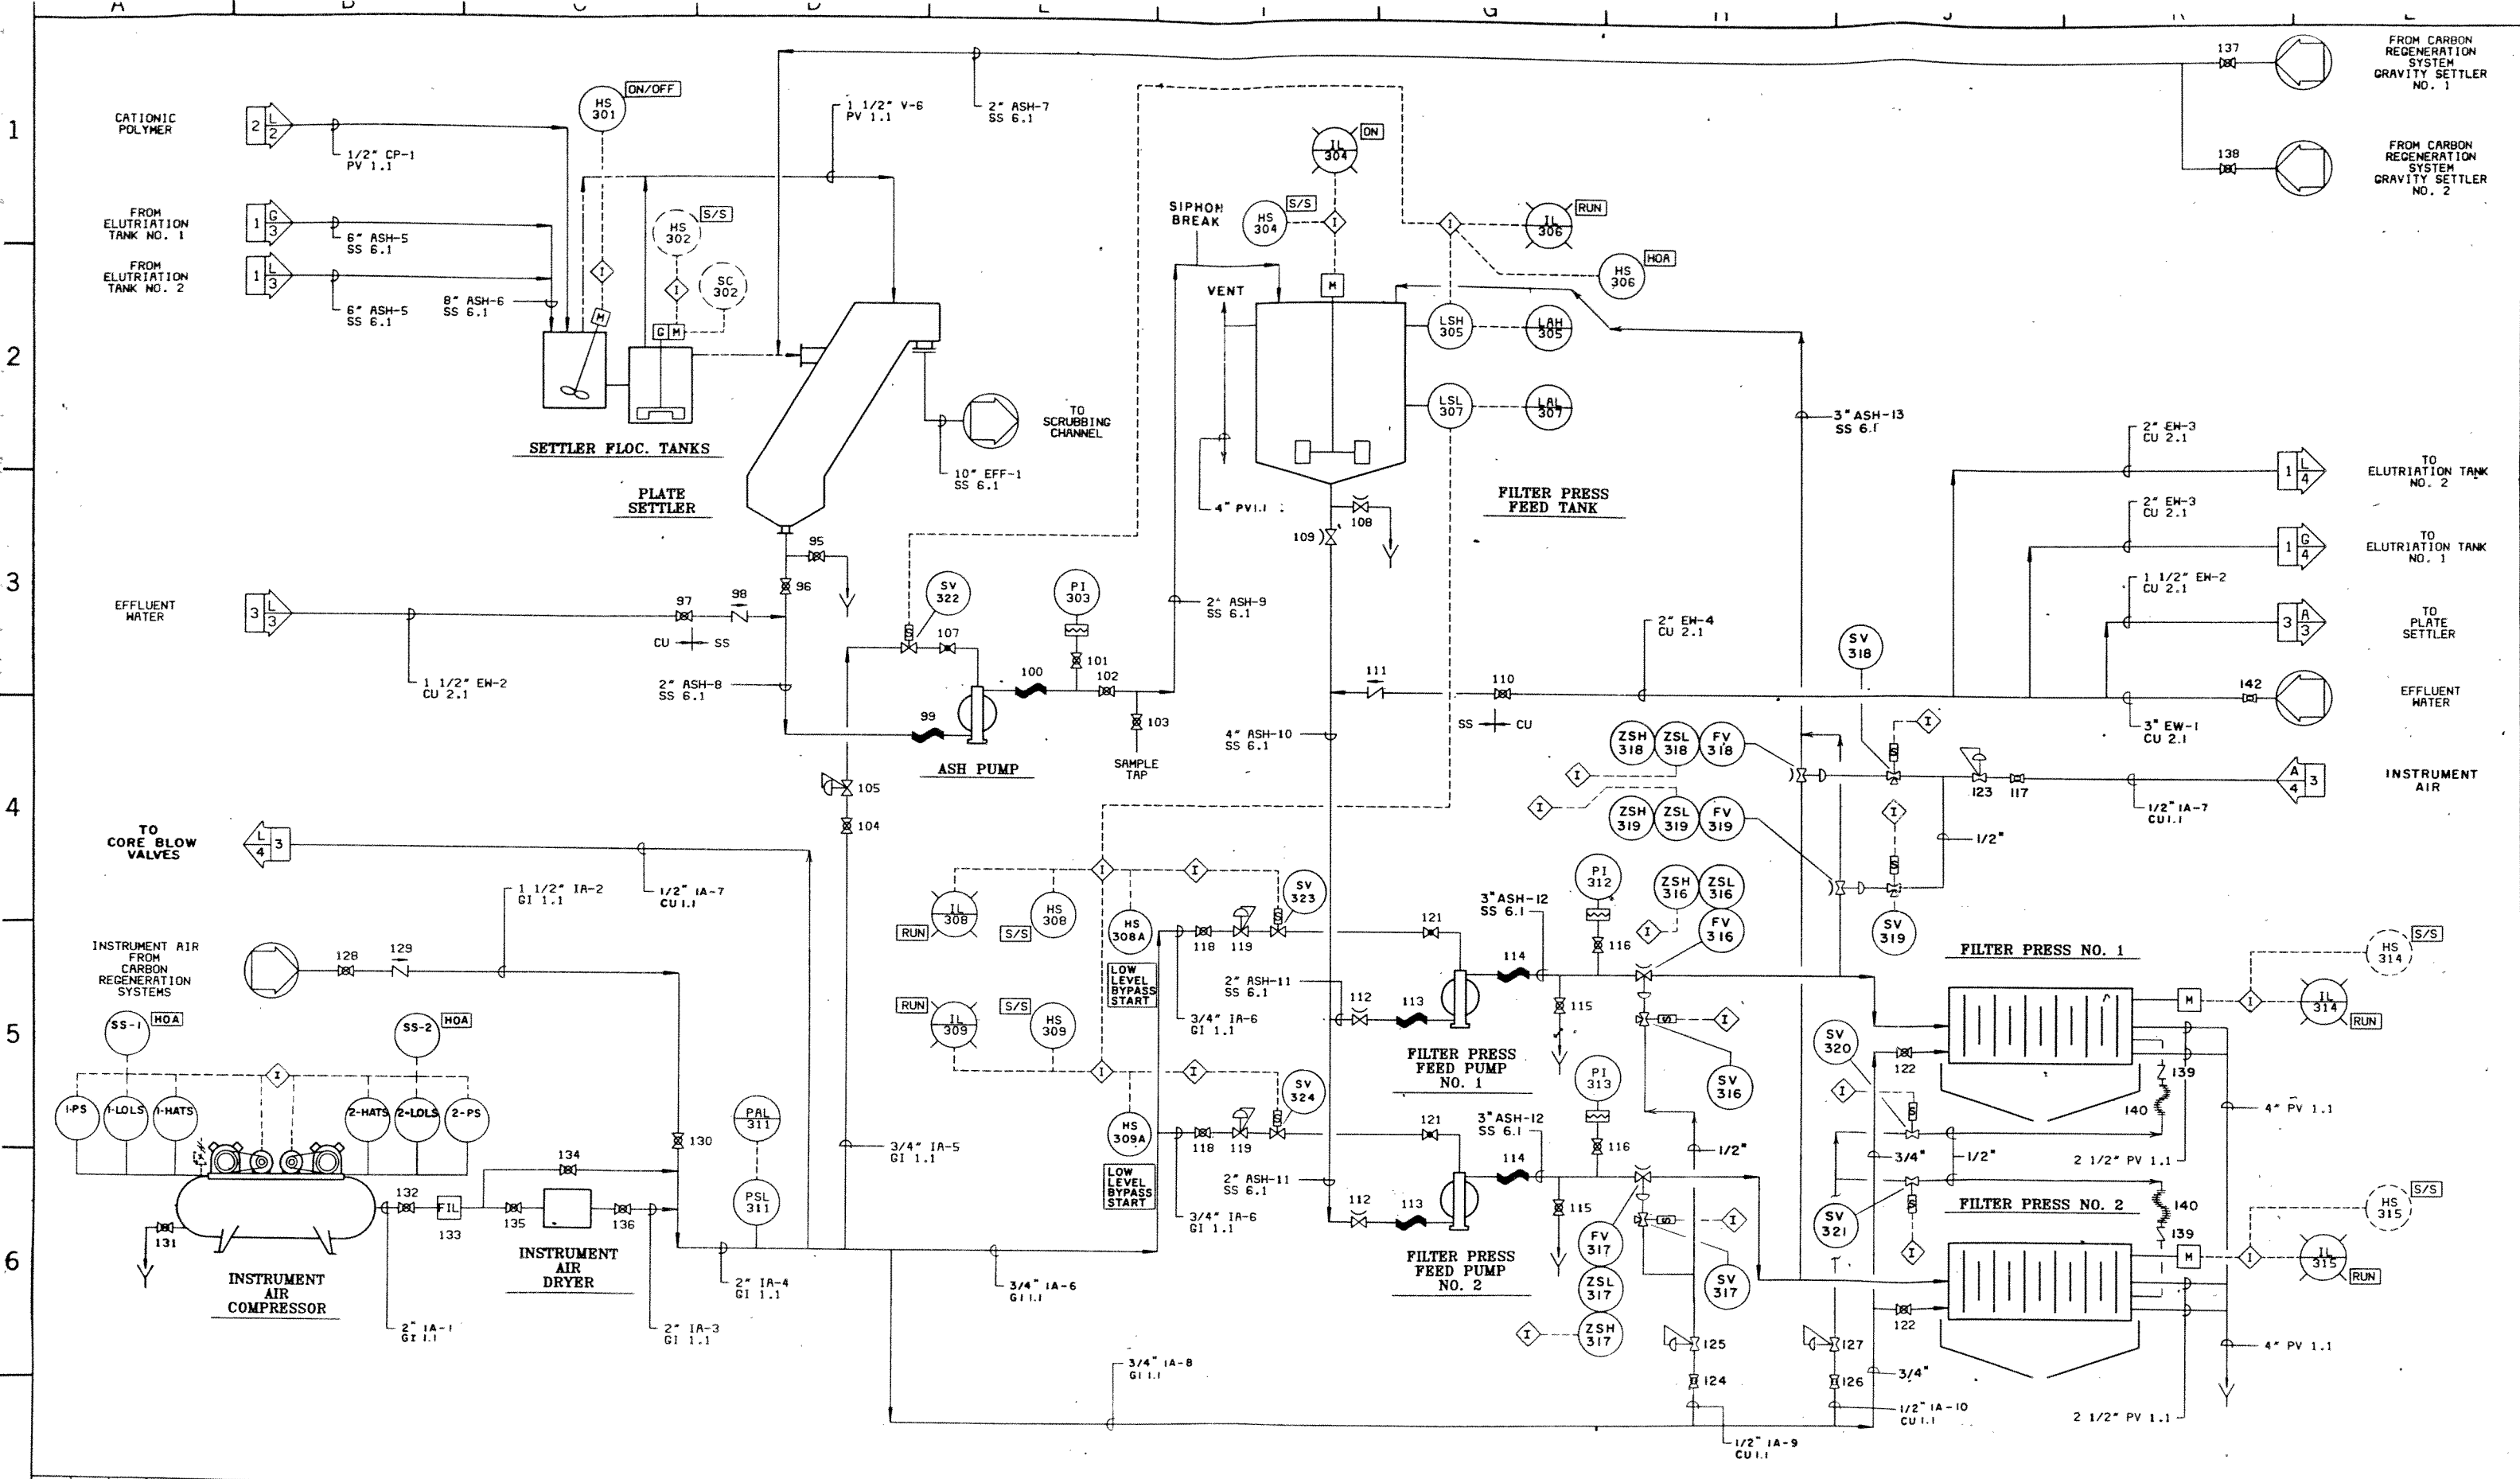 FROM CARBON
REGENERATION
SYSTEM
GRAVITY SETTLER
NO. 1
137
FROM CARBON
REGENERATION
SYSTEM
GRAVITY SETTLER
NO. 2
138
1
CATIONIC
POLYMER
2 L 2
1/2" CP-1
PV 1.1
HS 301
ON/OFF
1 1/2" V-6
PV 1.1
2" ASH-7
SS 6.1
IL 304
ON
FROM
ELUTRIATION
TANK NO. 1
1 G 3
6" ASH-5
SS 6.1
HS 302
S/S
SIPHON
BREAK
HS 304
S/S
I
IL 306
RUN
HS 306
HOA
FROM
ELUTRIATION
TANK NO. 2
1 L 3
6" ASH-5
SS 6.1
8" ASH-6
SS 6.1
SC 302
M
G M
VENT
M
LSH 305
LAH 305
2
LSL 307
LAL 307
SETTLER FLOC. TANKS
TO
SCRUBBING
CHANNEL
10" EFF-1
SS 6.1
PLATE
SETTLER
4" PV1.1
108
109
FILTER PRESS
FEED TANK
3" ASH-13
SS 6.1
2" EW-3
CU 2.1
1 L 4
TO
ELUTRIATION TANK
NO. 2
2" EW-3
CU 2.1
1 G 4
TO
ELUTRIATION TANK
NO. 1
1 1/2" EW-2
CU 2.1
3 A 3
TO
PLATE
SETTLER
3
EFFLUENT
WATER
3 L 3
1 1/2" EW-2
CU 2.1
95
96
97
98
CU SS
2" ASH-8
SS 6.1
SV 322
S
107
PI 303
100
101
102
103
99
SAMPLE
TAP
ASH PUMP
2" ASH-9
SS 6.1
111
110
SS CU
2" EW-4
CU 2.1
4" ASH-10
SS 6.1
SV 318
142
EFFLUENT
WATER
3" EW-1
CU 2.1
ZSH 318
ZSL 318
FV 318
ZSH 319
ZSL 319
FV 319
123
117
1/2" IA-7
CU 1.1
A 4 3
INSTRUMENT
AIR
1/2"
SV 319
4
TO
CORE BLOW
VALVES
L 4 3
1/2" IA-7
CU 1.1
105
104
1 1/2" IA-2
GI 1.1
INSTRUMENT AIR
FROM
CARBON
REGENERATION
SYSTEMS
128
129
IL 308
RUN
HS 308
S/S
HS 308A
LOW
LEVEL
BYPASS
START
SV 323
118
119
121
3/4" IA-6
GI 1.1
2" ASH-11
SS 6.1
112
113
114
115
3" ASH-12
SS 6.1
PI 312
116
ZSH 316
ZSL 316
FV 316
SV 316
FILTER PRESS
FEED PUMP
NO. 1
FILTER PRESS NO. 1
HS 314
S/S
M
IL 314
RUN
122
139
140
4" PV 1.1
2 1/2" PV 1.1
5
SS-1
HOA
SS-2
HOA
1-PS
1-LOLS
1-HATS
2-HATS
2-LOLS
2-PS
130
PAL 311
PSL 311
3/4" IA-5
GI 1.1
IL 309
RUN
HS 309
S/S
HS 309A
LOW
LEVEL
BYPASS
START
SV 324
118
119
121
3/4" IA-6
GI 1.1
2" ASH-11
SS 6.1
112
113
114
115
3" ASH-12
SS 6.1
PI 313
116
1/2"
SV 320
3/4"
1/2"
SV 321
FILTER PRESS NO. 2
140
139
HS 315
S/S
M
IL 315
RUN
122
4" PV 1.1
2 1/2" PV 1.1
6
131
132
FIL
133
134
135
136
INSTRUMENT
AIR
COMPRESSOR
INSTRUMENT
AIR
DRYER
2" IA-1
GI 1.1
2" IA-3
GI 1.1
2" IA-4
GI 1.1
3/4" IA-6
GI 1.1
FILTER PRESS
FEED PUMP
NO. 2
FV 317
ZSL 317
ZSH 317
SV 317
125
124
127
126
3/4"
3/4" IA-8
GI 1.1
1/2" IA-9
CU 1.1
1/2" IA-10
CU 1.1